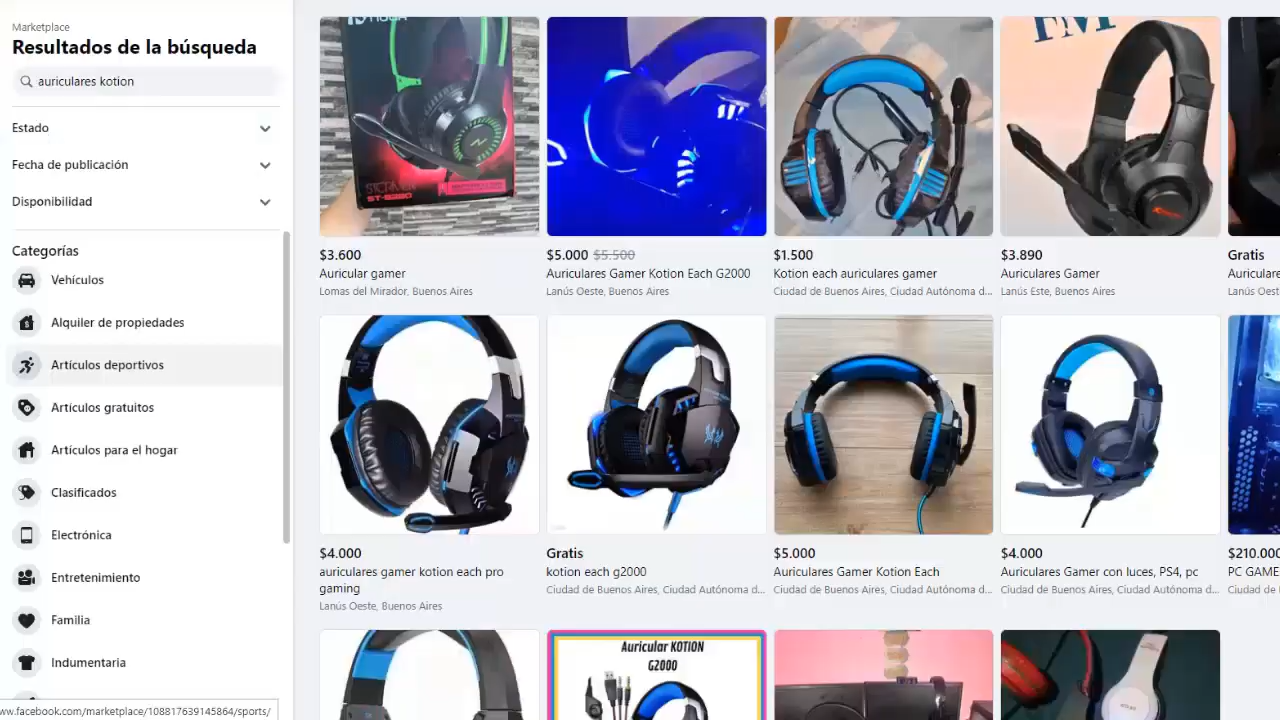 Marketplace
Resultados de la búsqueda
auriculares kotion
Estado
Fecha de publicación
Disponibilidad
Categorías
Vehículos
Alquiler de propiedades
Artículos deportivos
Artículos gratuitos
Artículos para el hogar
Clasificados
Electrónica
Entretenimiento
Familia
Indumentaria
ww.facebook.com/marketplace/108817639145864/sports/
FM
$3.600
Auricular gamer
Lomas del Mirador, Buenos Aires
$5.000 $5.500
Auriculares Gamer Kotion Each G2000
Lanús Oeste, Buenos Aires
$1.500
Kotion each auriculares gamer
Ciudad de Buenos Aires, Ciudad Autónoma d...
$3.890
Auriculares Gamer
Lanús Este, Buenos Aires
Gratis
Auriculare
Lanús Oest
$4.000
auriculares gamer kotion each pro
gaming
Lanús Oeste, Buenos Aires
Gratis
kotion each g2000
Ciudad de Buenos Aires, Ciudad Autónoma d...
$5.000
Auriculares Gamer Kotion Each
Ciudad de Buenos Aires, Ciudad Autónoma d...
$4.000
Auriculares Gamer con luces, PS4, pc
Ciudad de Buenos Aires, Ciudad Autónoma d...
$210.000
PC GAME
Ciudad de
Auricular KOTION
G2000